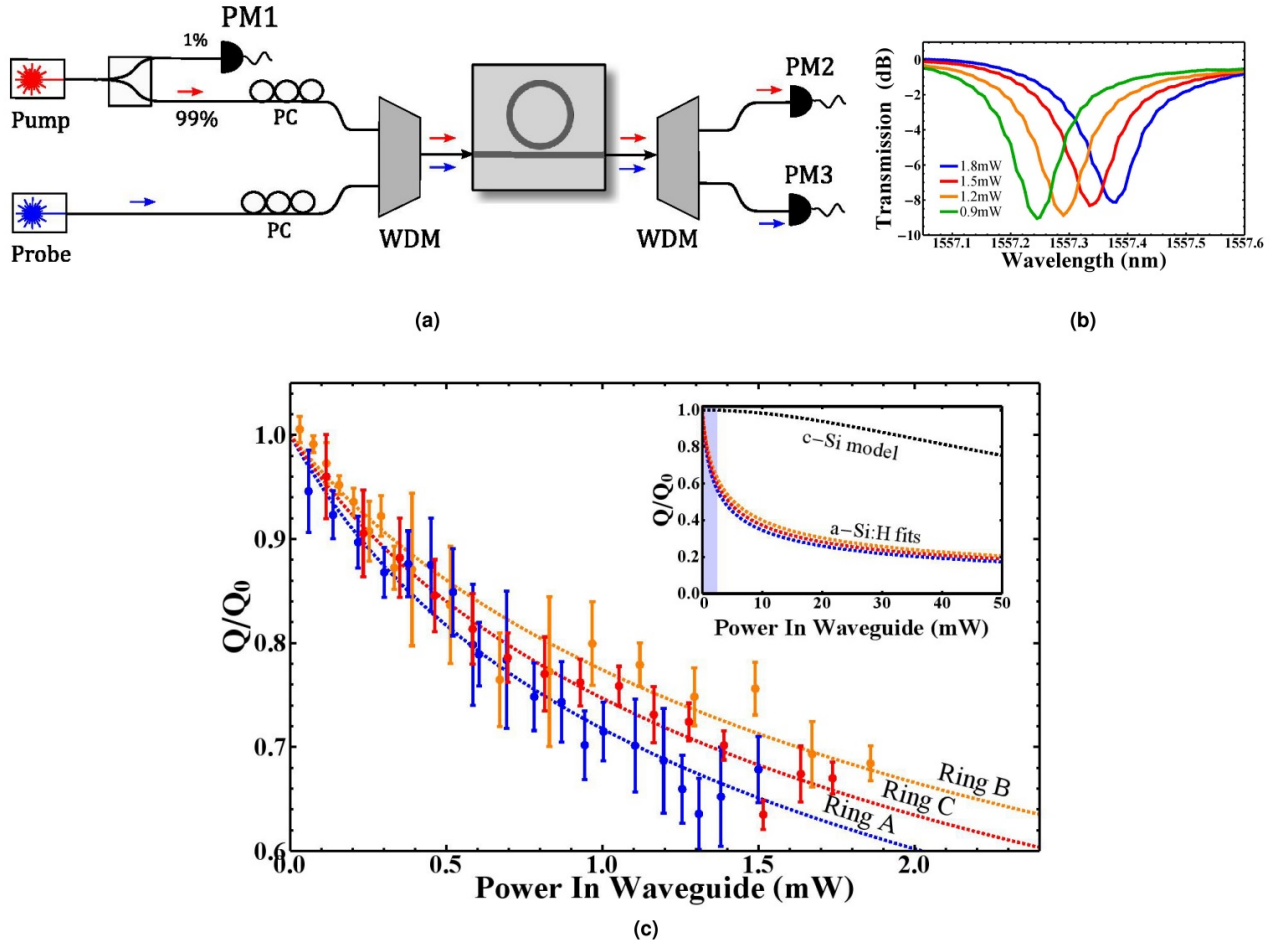 PM1
1%
Pump
99%
PC
WDM
PM2
PM3
Probe
PC
WDM
(a)
Transmission (dB)
0
−2
−4
−6
−8
−10
1.8mW
1.5mW
1.2mW
0.9mW
1557.1 1557.2 1557.3 1557.4 1557.5 1557.6
Wavelength (nm)
(b)
Q/Q0
1.0
0.9
0.8
0.7
0.6
0.0 0.5 1.0 1.5 2.0
Power In Waveguide (mW)
Ring B
Ring C
Ring A
Q/Q0
1.0
0.8
0.6
0.4
0.2
0.0
0 10 20 30 40 50
Power In Waveguide (mW)
c−Si model
a−Si:H fits
(c)